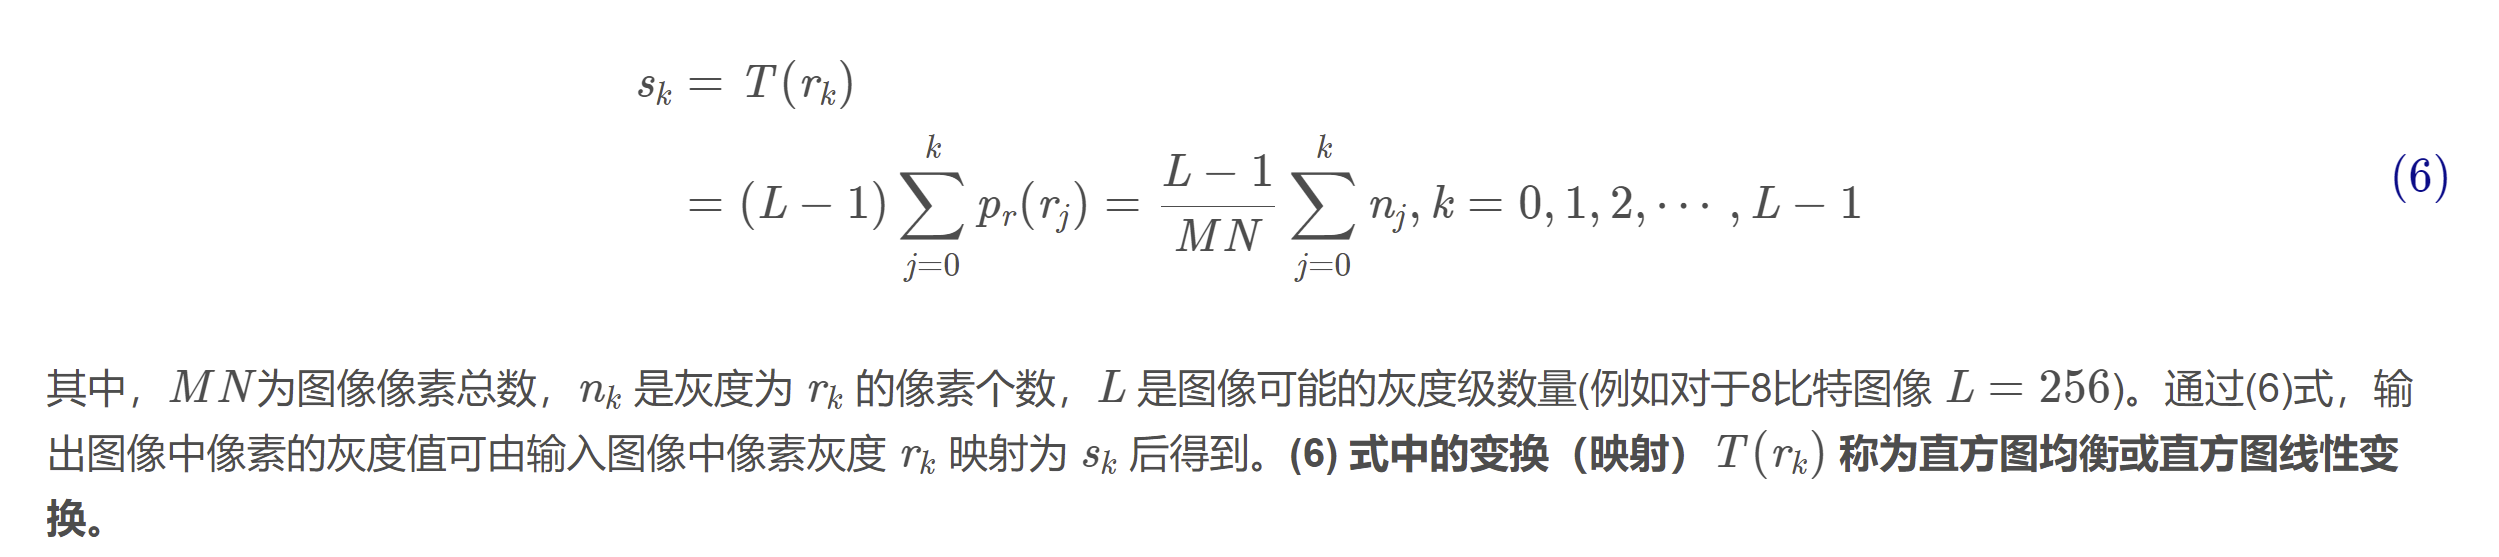 s_k = T(r_k)
= (L − 1) ∑_{j=0}^{k} p_r(r_j) = \frac{L − 1}{MN} ∑_{j=0}^{k} n_j, k = 0, 1, 2, ⋯ , L − 1
(6)
其中，MN为图像像素总数，n_k 是灰度为 r_k 的像素个数，L 是图像可能的灰度级数量(例如对于8比特图像 L = 256)。通过(6)式，输
出图像中像素的灰度值可由输入图像中像素灰度 r_k 映射为 s_k 后得到。(6) 式中的变换（映射） T(r_k) 称为直方图均衡或直方图线性变
换。